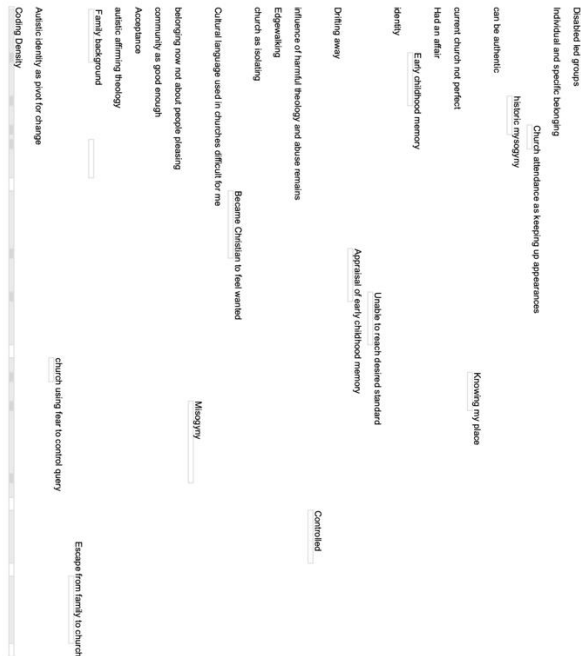 Disabled led groups
Individual and specific belonging
Church attendance as keeping up appearances
historic mysogyny
can be authentic
Knowing my place
current church not perfect
Had an affair
Early childhood memory
identity
Unable to reach desired standard
Appraisal of early childhood memory
Drifting away
Controlled
influence of harmful theology and abuse remains
Edgewalking
church as isolating
Became Christian to feel wanted
Cultural language used in churches difficult for me
Misogyny
belonging now not about people pleasing
community as good enough
Acceptance
autistic affirming theology
Family background
Escape from family to church
church using fear to control query
Autistic identity as pivot for change
Coding Density